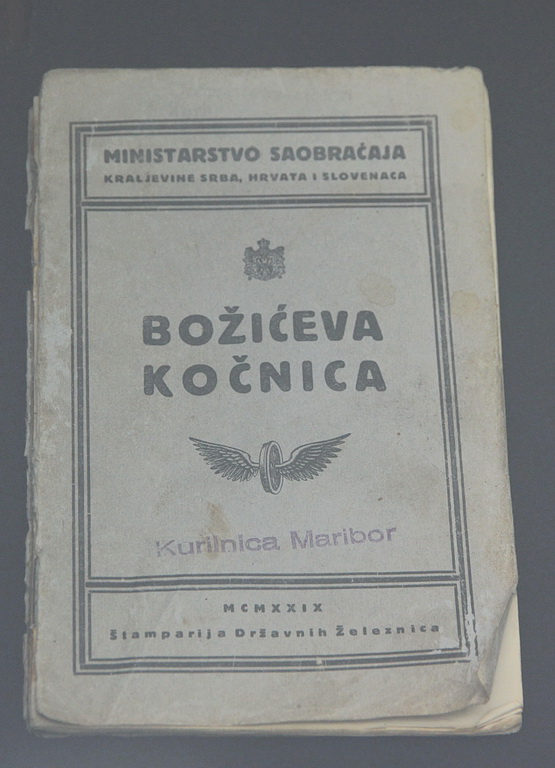 MINISTARSTVO SAOBRAĆAJA
KRALJEVINE SRBA, HRVATA I SLOVENACA
BOŽIĆEVA
KOČNICA
Kurilnica Maribor
MCMXXIX
Štamparija Državnih Železnica